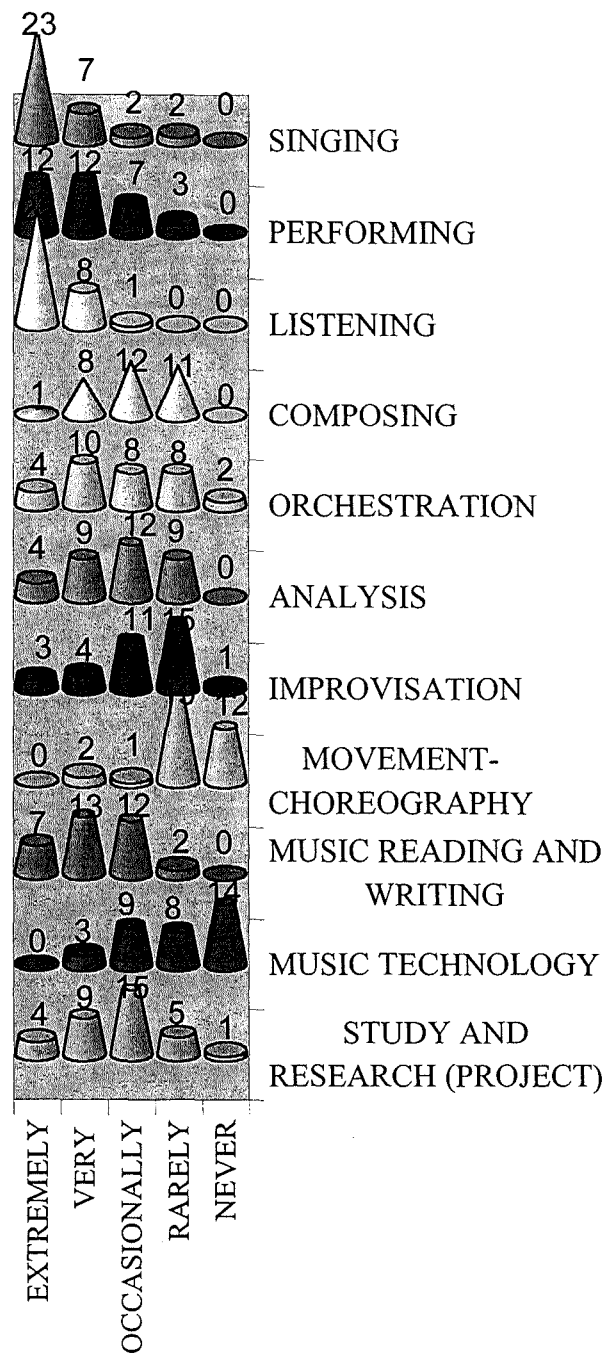 23 7 2 2 0
SINGING
12 12 7 3 0
PERFORMING
8 1 0 0
LISTENING
1 8 12 11 0
COMPOSING
4 10 8 8 2
ORCHESTRATION
4 9 12 9 0
ANALYSIS
3 4 11 15 1
IMPROVISATION
0 2 1 12
MOVEMENT-
CHOREOGRAPHY
7 13 12 2 0
MUSIC READING AND
WRITING
0 3 9 8 14
MUSIC TECHNOLOGY
4 9 15 5 1
STUDY AND
RESEARCH (PROJECT)
EXTREMELY
VERY
OCCASIONALLY
RARELY
NEVER